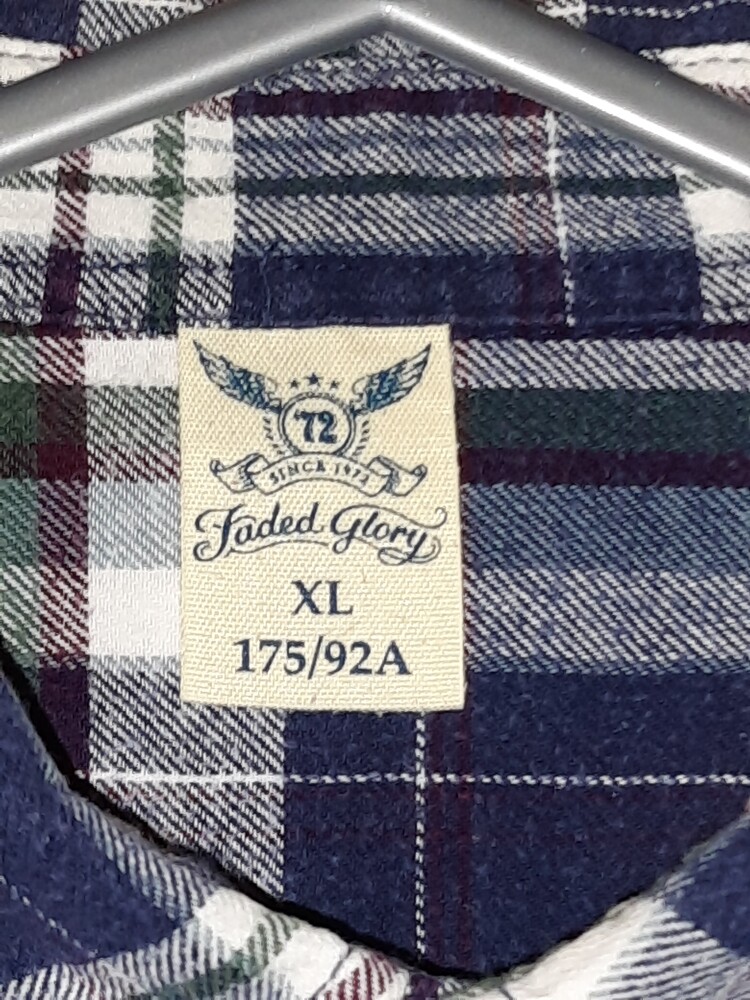 '72
SINCE 1972
Faded Glory
XL
175/92A